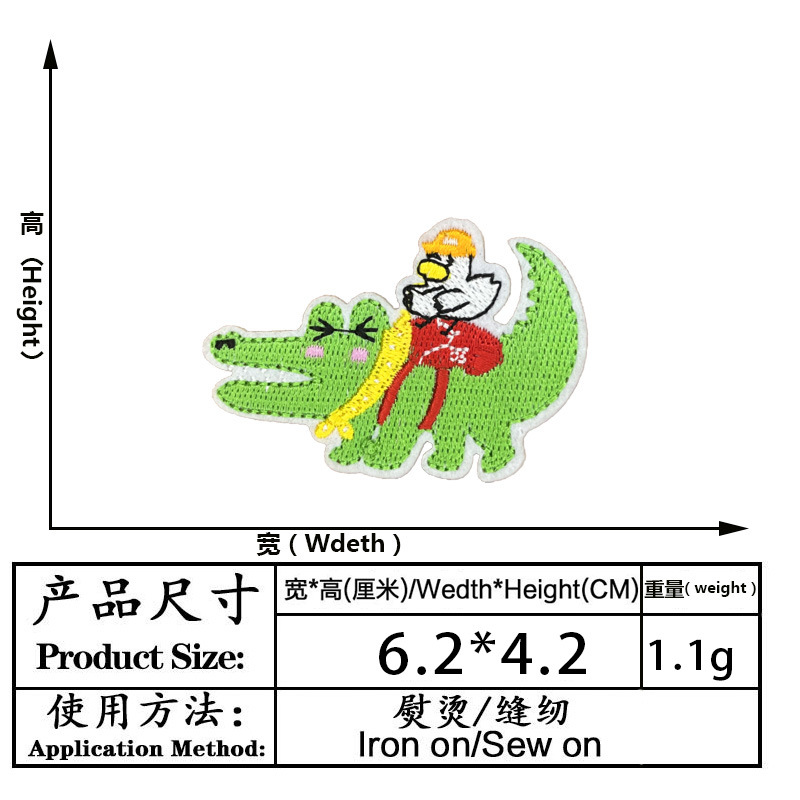 高（Height）
宽（Wdeth）
产品尺寸
Product Size:
宽*高(厘米)/Wedth*Height(CM)
重量( weight )
6.2*4.2
1.1g
使用方法：
Application Method:
熨烫/缝纫
Iron on/Sew on